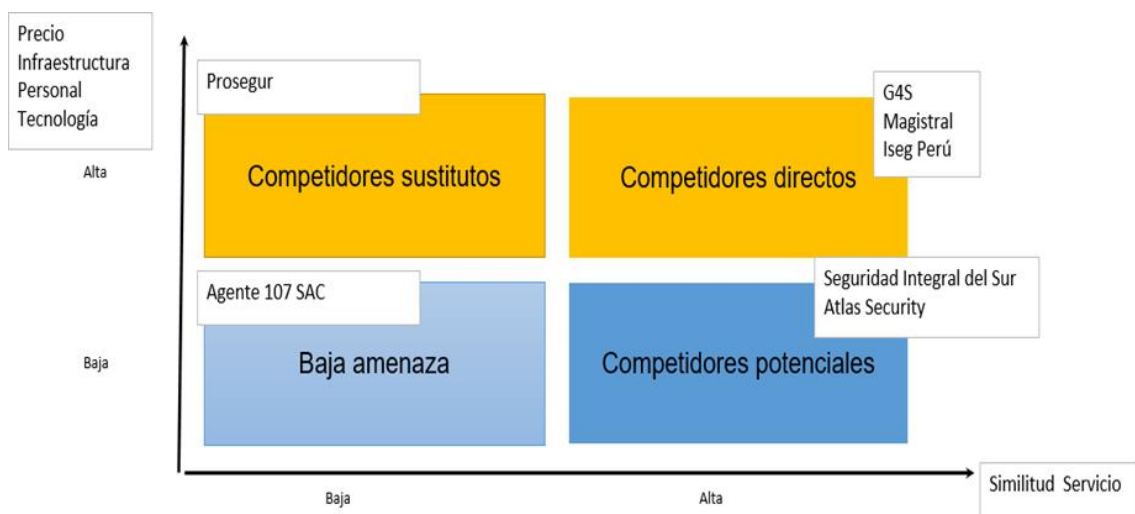 Precio
Infraestructura
Personal
Tecnología
Prosegur
G4S
Magistral
Iseg Perú
Alta
Competidores sustitutos
Competidores directos
Agente 107 SAC
Seguridad Integral del Sur
Atlas Security
Baja
Baja amenaza
Competidores potenciales
Baja
Alta
Similitud Servicio